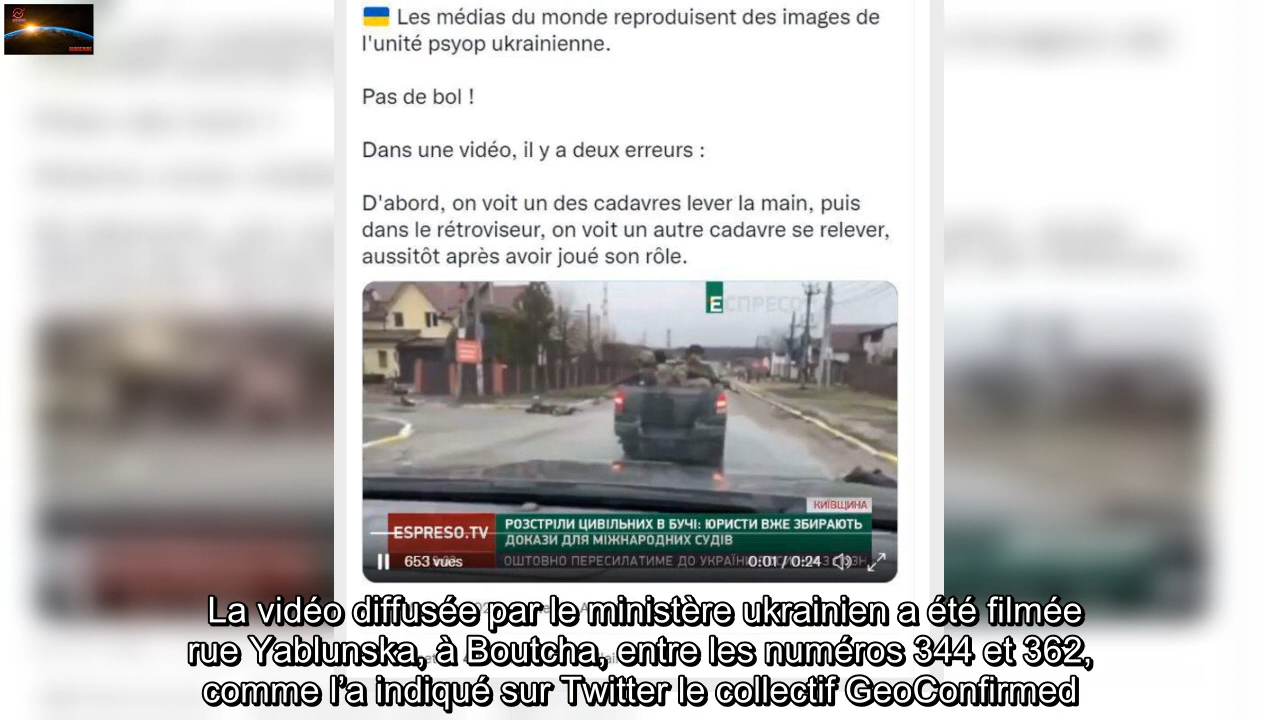 Les médias du monde reproduisent des images de
l'unité psyop ukrainienne.
Pas de bol !
Dans une vidéo, il y a deux erreurs :
D'abord, on voit un des cadavres lever la main, puis
dans le rétroviseur, on voit un autre cadavre se relever,
aussitôt après avoir joué son rôle.
ЕСПРЕСО
КИЇВЩИНА
ESPRESO.TV
РОЗСТРІЛИ ЦИВІЛЬНИХ В БУЧІ: ЮРИСТИ ВЖЕ ЗБИРАЮТЬ
ДОКАЗИ ДЛЯ МІЖНАРОДНИХ СУДІВ
653 vues
ОШТОВНО ПЕРЕСИЛАТИМЕ ДО УКРАЇН
0:01 / 0:24
La vidéo diffusée par le ministère ukrainien a été filmée
rue Yablunska, à Boutcha, entre les numéros 344 et 362,
comme l’a indiqué sur Twitter le collectif GeoConfirmed